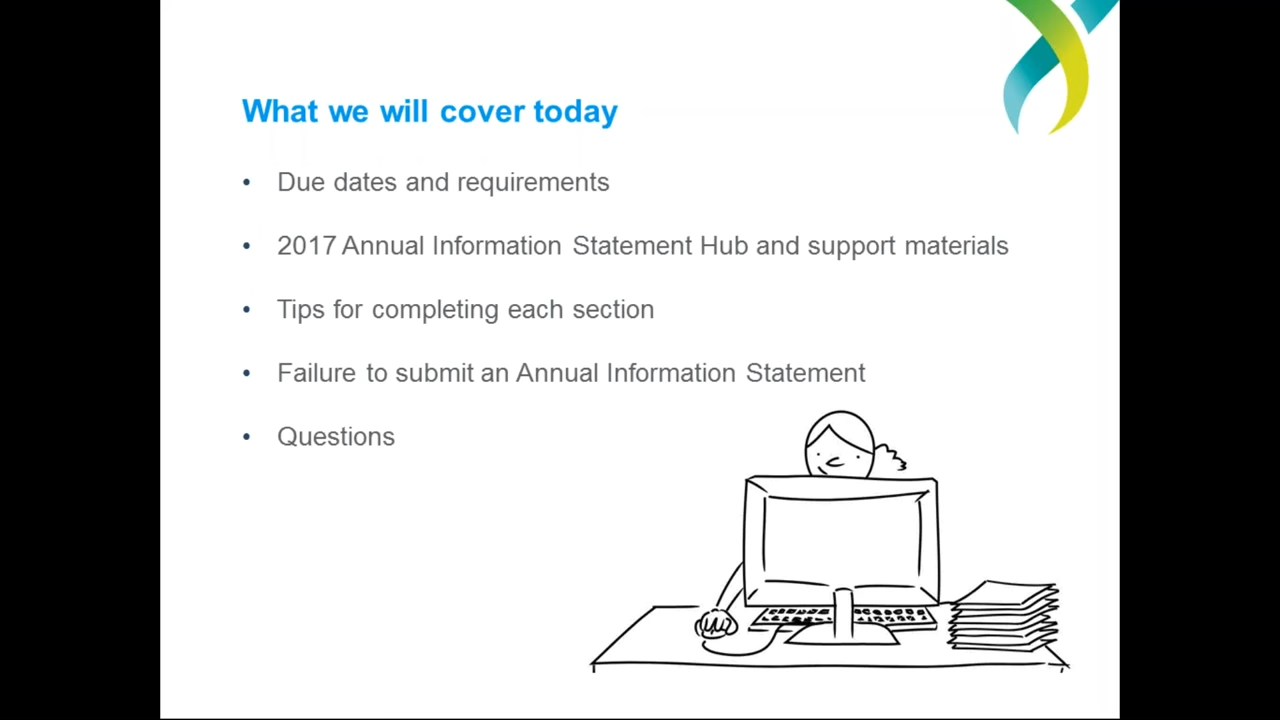 What we will cover today
• Due dates and requirements
• 2017 Annual Information Statement Hub and support materials
• Tips for completing each section
• Failure to submit an Annual Information Statement
• Questions